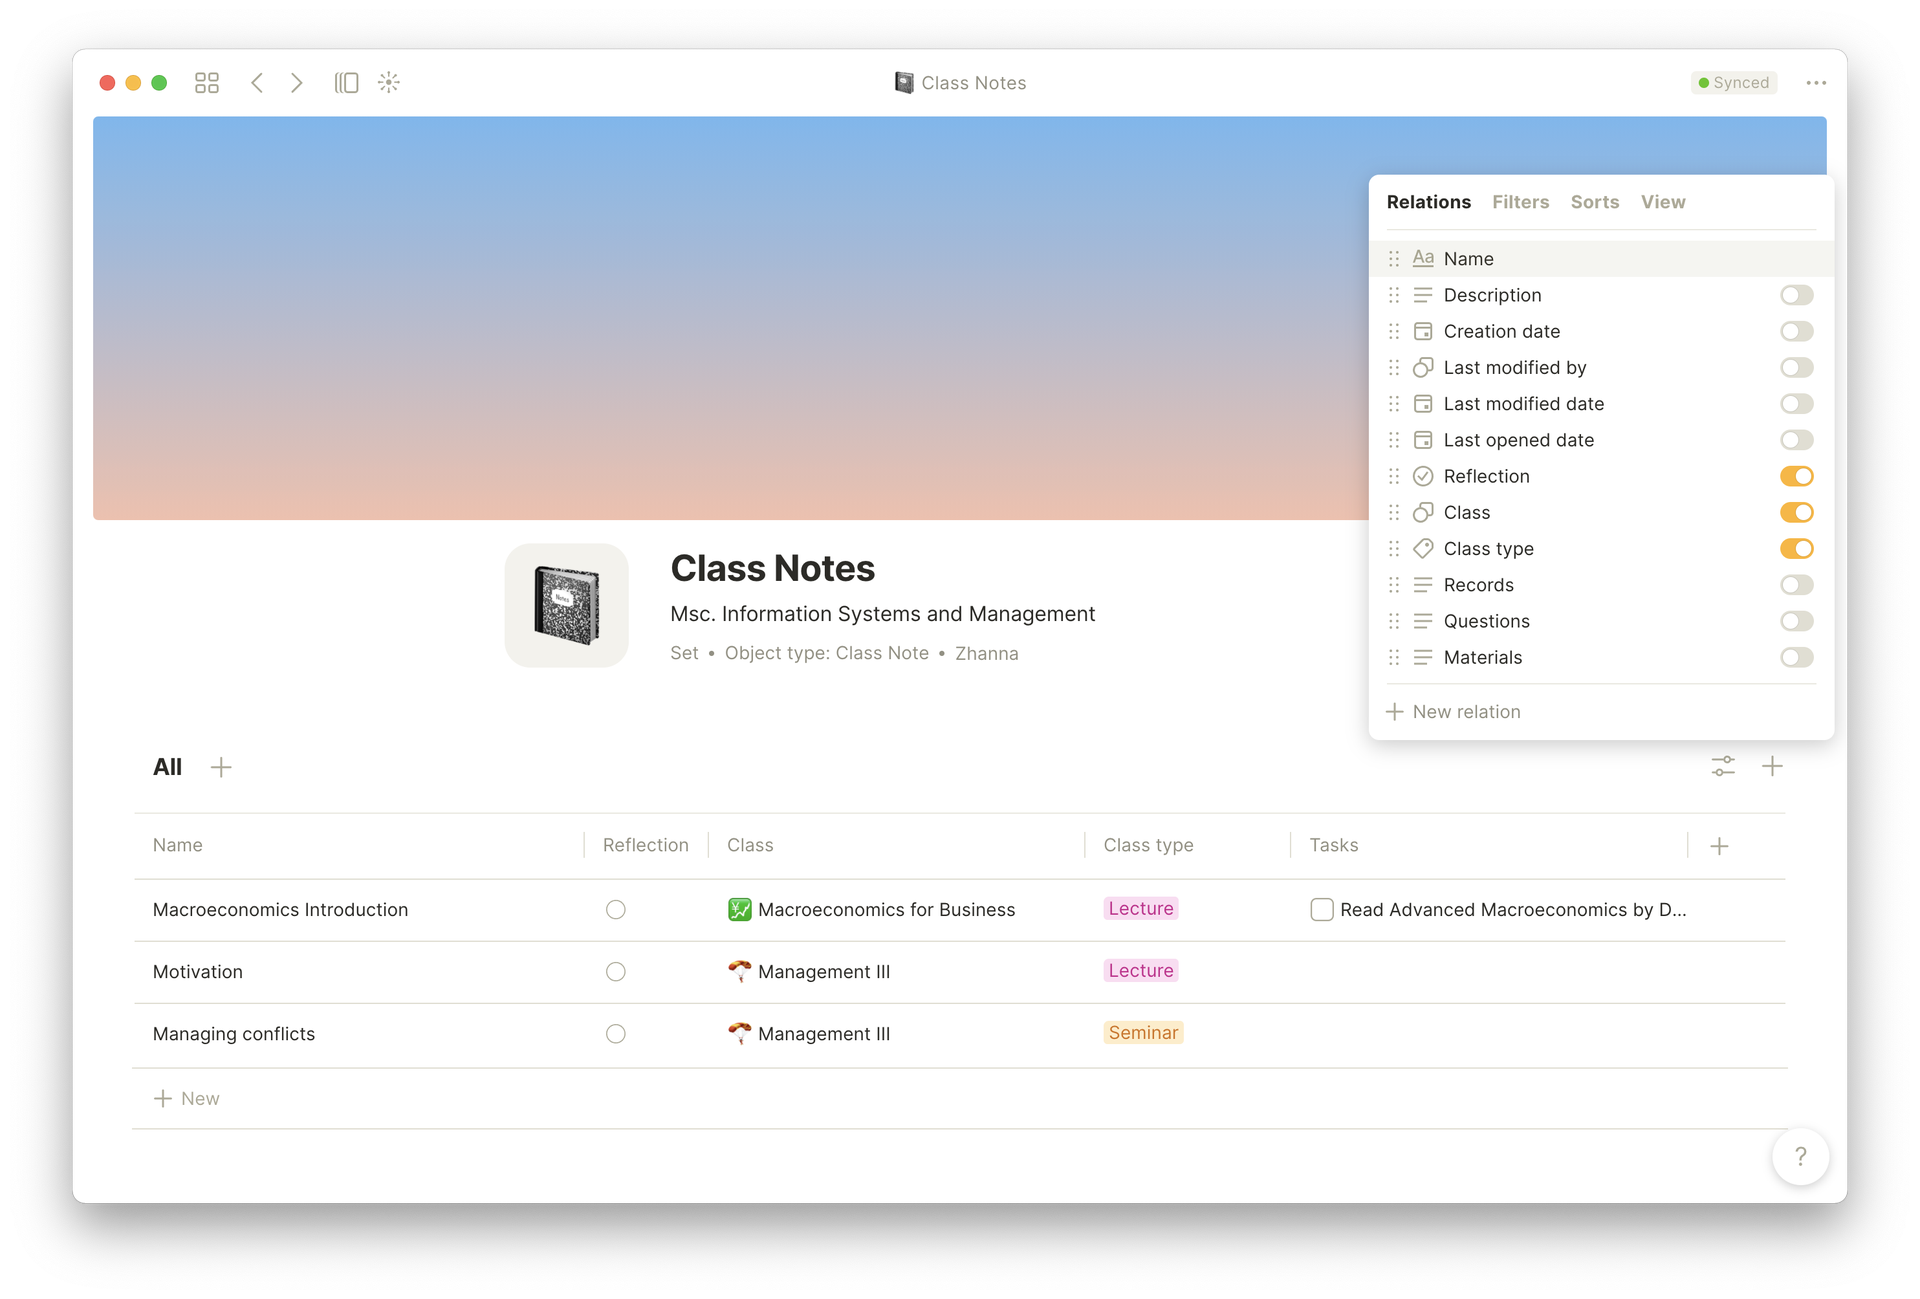 Class Notes
Synced
Relations Filters Sorts View
Aa Name
Description
Creation date
Last modified by
Last modified date
Last opened date
Reflection
Class
Class type
Records
Questions
Materials
New relation
Notes
Class Notes
Msc. Information Systems and Management
Set • Object type: Class Note • Zhanna
All
Name Reflection Class Class type Tasks
Macroeconomics Introduction Macroeconomics for Business Lecture Read Advanced Macroeconomics by D...
Motivation Management III Lecture
Managing conflicts Management III Seminar
New
?